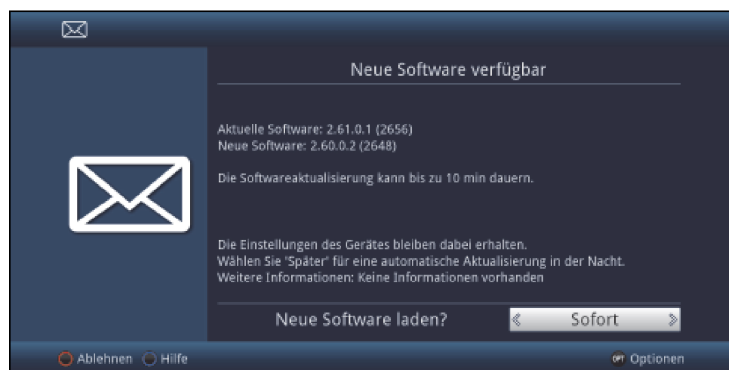 Neue Software verfügbar
Aktuelle Software: 2.61.0.1 (2656)
Neue Software: 2.60.0.2 (2648)
Die Softwareaktualisierung kann bis zu 10 min dauern.
Die Einstellungen des Gerätes bleiben dabei erhalten.
Wählen Sie 'Später' für eine automatische Aktualisierung in der Nacht.
Weitere Informationen: Keine Informationen vorhanden
Neue Software laden? « Sofort »
Ablehnen Hilfe OPT Optionen